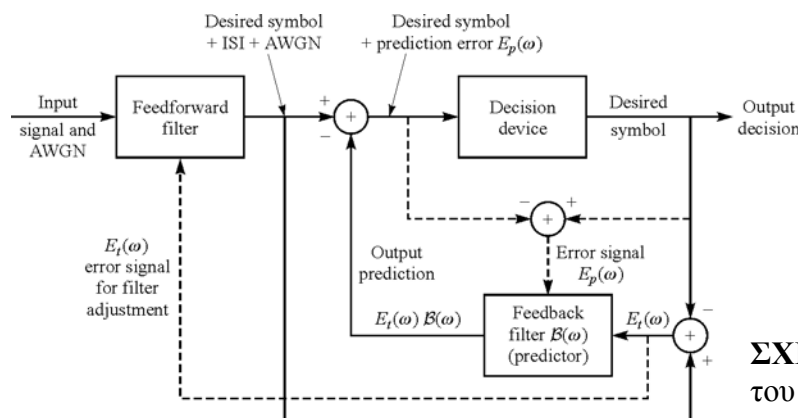 Desired symbol
+ ISI + AWGN
Desired symbol
+ prediction error E_p(ω)
Input
signal and
AWGN
Feedforward
filter
+
−
+
Decision
device
Desired
symbol
Output
decision
−
+
+
E_t(ω)
error signal
for filter
adjustment
Output
prediction
Error signal
E_p(ω)
E_t(ω) ℬ(ω)
Feedback
filter ℬ(ω)
(predictor)
E_t(ω)
−
+
+
του